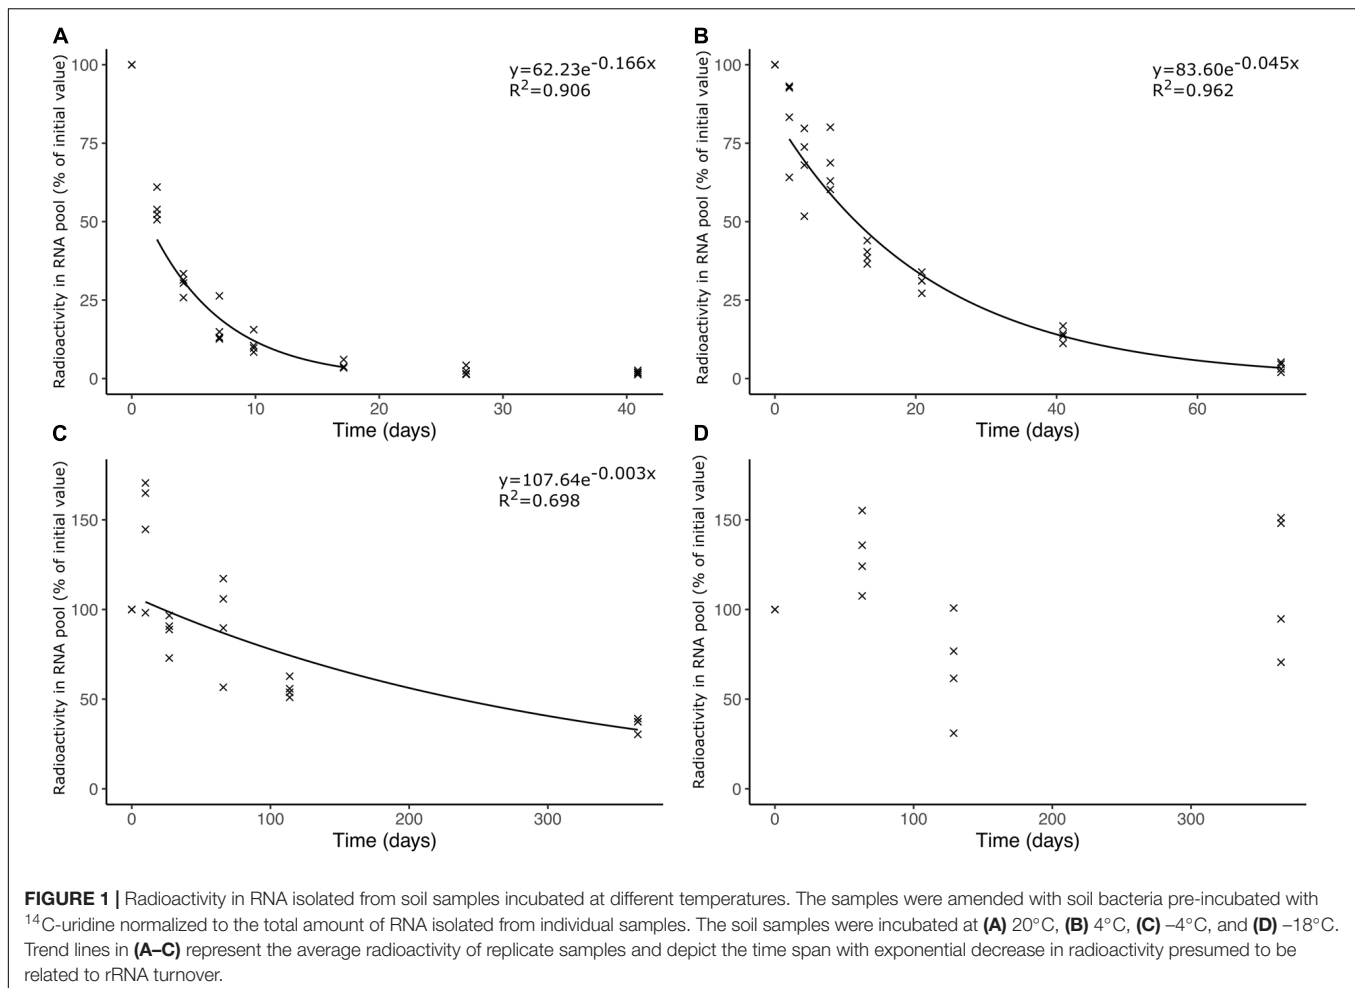 A
Radioactivity in RNA pool (% of initial value)
y=62.23e^-0.166x
R²=0.906
100
75
50
25
0
0 10 20 30 40
Time (days)
B
Radioactivity in RNA pool (% of initial value)
y=83.60e^-0.045x
R²=0.962
100
75
50
25
0
0 20 40 60
Time (days)
C
Radioactivity in RNA pool (% of initial value)
y=107.64e^-0.003x
R²=0.698
150
100
50
0
0 100 200 300
Time (days)
D
Radioactivity in RNA pool (% of initial value)
150
100
50
0
0 100 200 300
Time (days)
FIGURE 1 | Radioactivity in RNA isolated from soil samples incubated at different temperatures. The samples were amended with soil bacteria pre-incubated with
¹⁴C-uridine normalized to the total amount of RNA isolated from individual samples. The soil samples were incubated at (A) 20°C, (B) 4°C, (C) –4°C, and (D) –18°C.
Trend lines in (A–C) represent the average radioactivity of replicate samples and depict the time span with exponential decrease in radioactivity presumed to be
related to rRNA turnover.